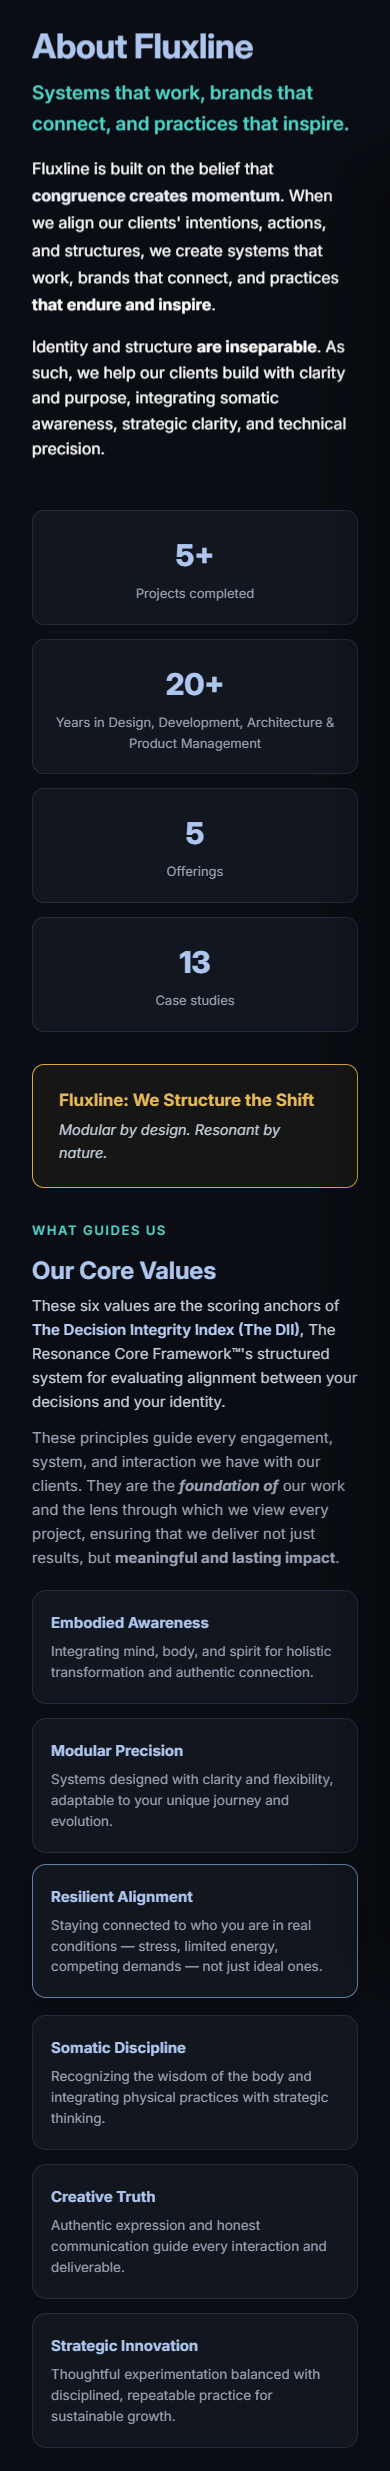 About Fluxline
Systems that work, brands that
connect, and practices that inspire.
Fluxline is built on the belief that
congruence creates momentum. When
we align our clients' intentions, actions,
and structures, we create systems that
work, brands that connect, and practices
that endure and inspire.
Identity and structure are inseparable. As
such, we help our clients build with clarity
and purpose, integrating somatic
awareness, strategic clarity, and technical
precision.
5+
Projects completed
20+
Years in Design, Development, Architecture &
Product Management
5
Offerings
13
Case studies
Fluxline: We Structure the Shift
Modular by design. Resonant by
nature.
WHAT GUIDES US
Our Core Values
These six values are the scoring anchors of
The Decision Integrity Index (The DII), The
Resonance Core Framework™'s structured
system for evaluating alignment between your
decisions and your identity.
These principles guide every engagement,
system, and interaction we have with our
clients. They are the foundation of our work
and the lens through which we view every
project, ensuring that we deliver not just
results, but meaningful and lasting impact.
Embodied Awareness
Integrating mind, body, and spirit for holistic
transformation and authentic connection.
Modular Precision
Systems designed with clarity and flexibility,
adaptable to your unique journey and
evolution.
Resilient Alignment
Staying connected to who you are in real
conditions — stress, limited energy,
competing demands — not just ideal ones.
Somatic Discipline
Recognizing the wisdom of the body and
integrating physical practices with strategic
thinking.
Creative Truth
Authentic expression and honest
communication guide every interaction and
deliverable.
Strategic Innovation
Thoughtful experimentation balanced with
disciplined, repeatable practice for
sustainable growth.